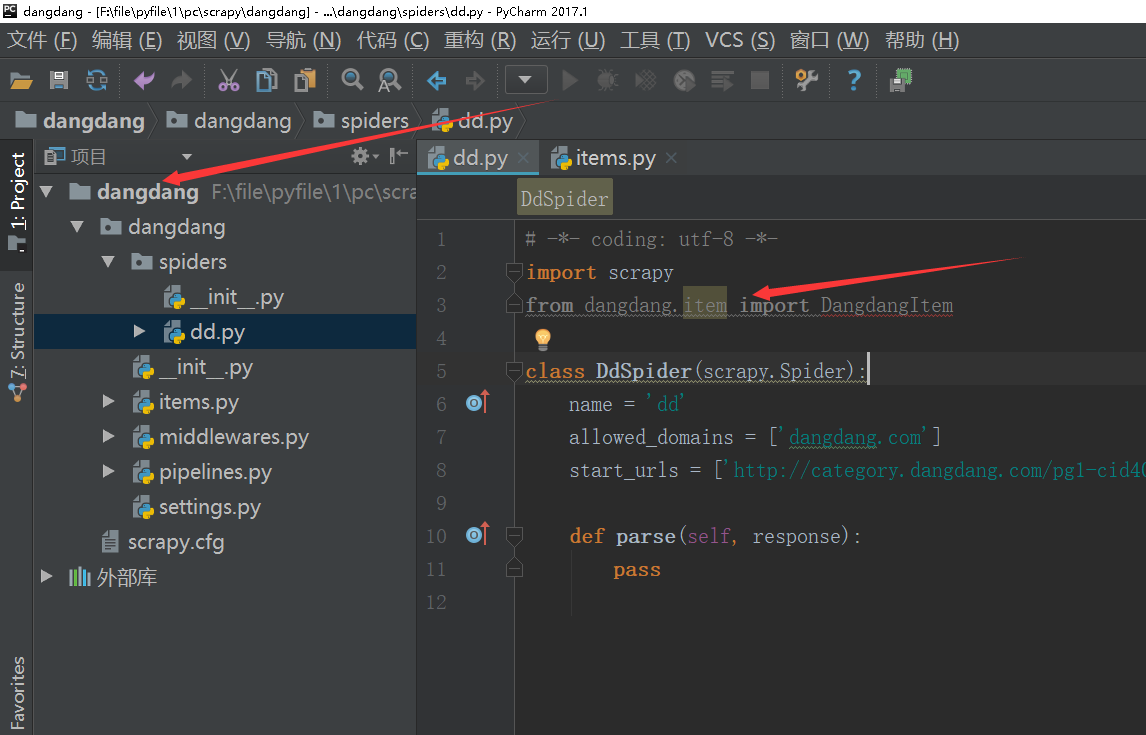 dangdang - [F:\file\pyfile\1\pc\scrapy\dangdang] - ...\dangdang\spiders\dd.py - PyCharm 2017.1
文件 (F) 编辑 (E) 视图 (V) 导航 (N) 代码 (C) 重构 (R) 运行 (U) 工具 (T) VCS (S) 窗口 (W) 帮助 (H)
dangdang dangdang spiders dd.py
1: Project
7: Structure
Favorites
项目
dangdang F:\file\pyfile\1\pc\scra
dangdang
spiders
__init__.py
dd.py
__init__.py
items.py
middlewares.py
pipelines.py
settings.py
scrapy.cfg
外部库
dd.py items.py
DdSpider
1 # -*- coding: utf-8 -*-
2 import scrapy
3 from dangdang.item import DangdangItem
4
5 class DdSpider(scrapy.Spider):
6 name = 'dd'
7 allowed_domains = ['dangdang.com']
8 start_urls = ['http://category.dangdang.com/pg1-cid40
9
10 def parse(self, response):
11 pass
12